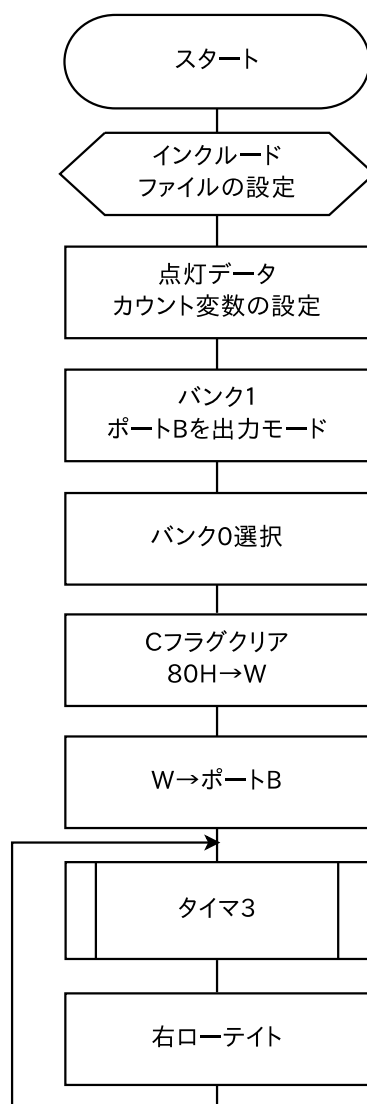 スタート
インクルード
ファイルの設定
点灯データ
カウント変数の設定
バンク1
ポートBを出力モード
バンク0選択
Cフラグクリア
80H→W
W→ポートB
タイマ3
右ローテイト